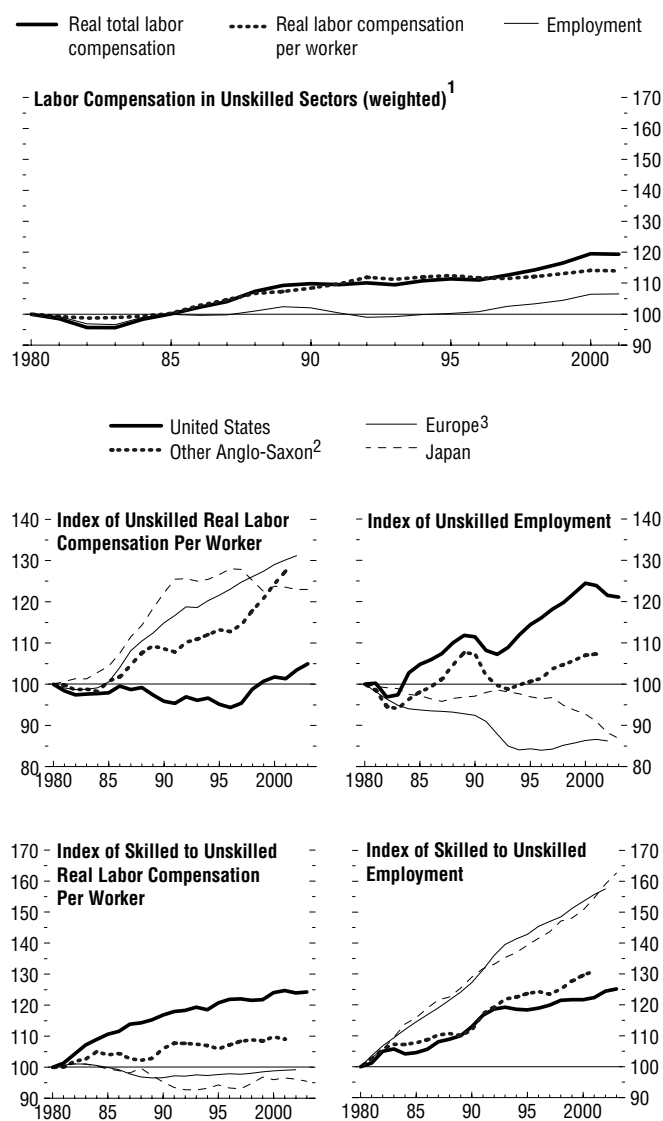 Real total labor compensation
Real labor compensation per worker
Employment
Labor Compensation in Unskilled Sectors (weighted)1
170
160
150
140
130
120
110
100
90
1980 85 90 95 2000
United States
Other Anglo-Saxon2
Europe3
Japan
Index of Unskilled Real Labor
Compensation Per Worker
140
130
120
110
100
90
80
1980 85 90 95 2000
Index of Unskilled Employment
140
130
120
110
100
90
80
1980 85 90 95 2000
Index of Skilled to Unskilled
Real Labor Compensation
Per Worker
170
160
150
140
130
120
110
100
90
1980 85 90 95 2000
Index of Skilled to Unskilled
Employment
170
160
150
140
130
120
110
100
90
1980 85 90 95 2000